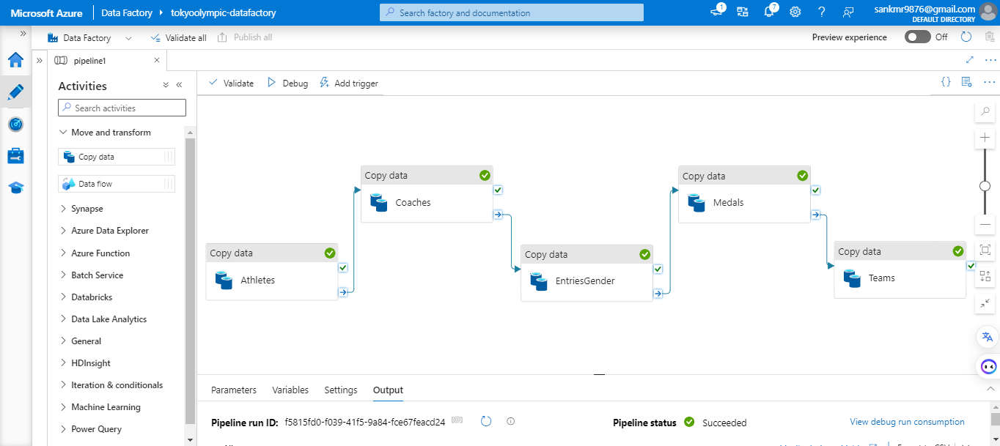 Microsoft Azure Data Factory tokyoolympic-datafactory Search factory and documentation 1 7 sankmr9876@gmail.com
DEFAULT DIRECTORY
Data Factory Validate all Publish all Preview experience Off
pipeline1
Activities
Validate Debug Add trigger
Search activities
Move and transform
Copy data
Data flow
Synapse
Azure Data Explorer
Azure Function
Batch Service
Databricks
Data Lake Analytics
General
HDInsight
Iteration & conditionals
Machine Learning
Power Query
Copy data
Athletes
Copy data
Coaches
Copy data
EntriesGender
Copy data
Medals
Copy data
Teams
Parameters Variables Settings Output
Pipeline run ID: f5815fd0-f039-41f5-9a84-fce67feacd24 Pipeline status Succeeded View debug run consumption